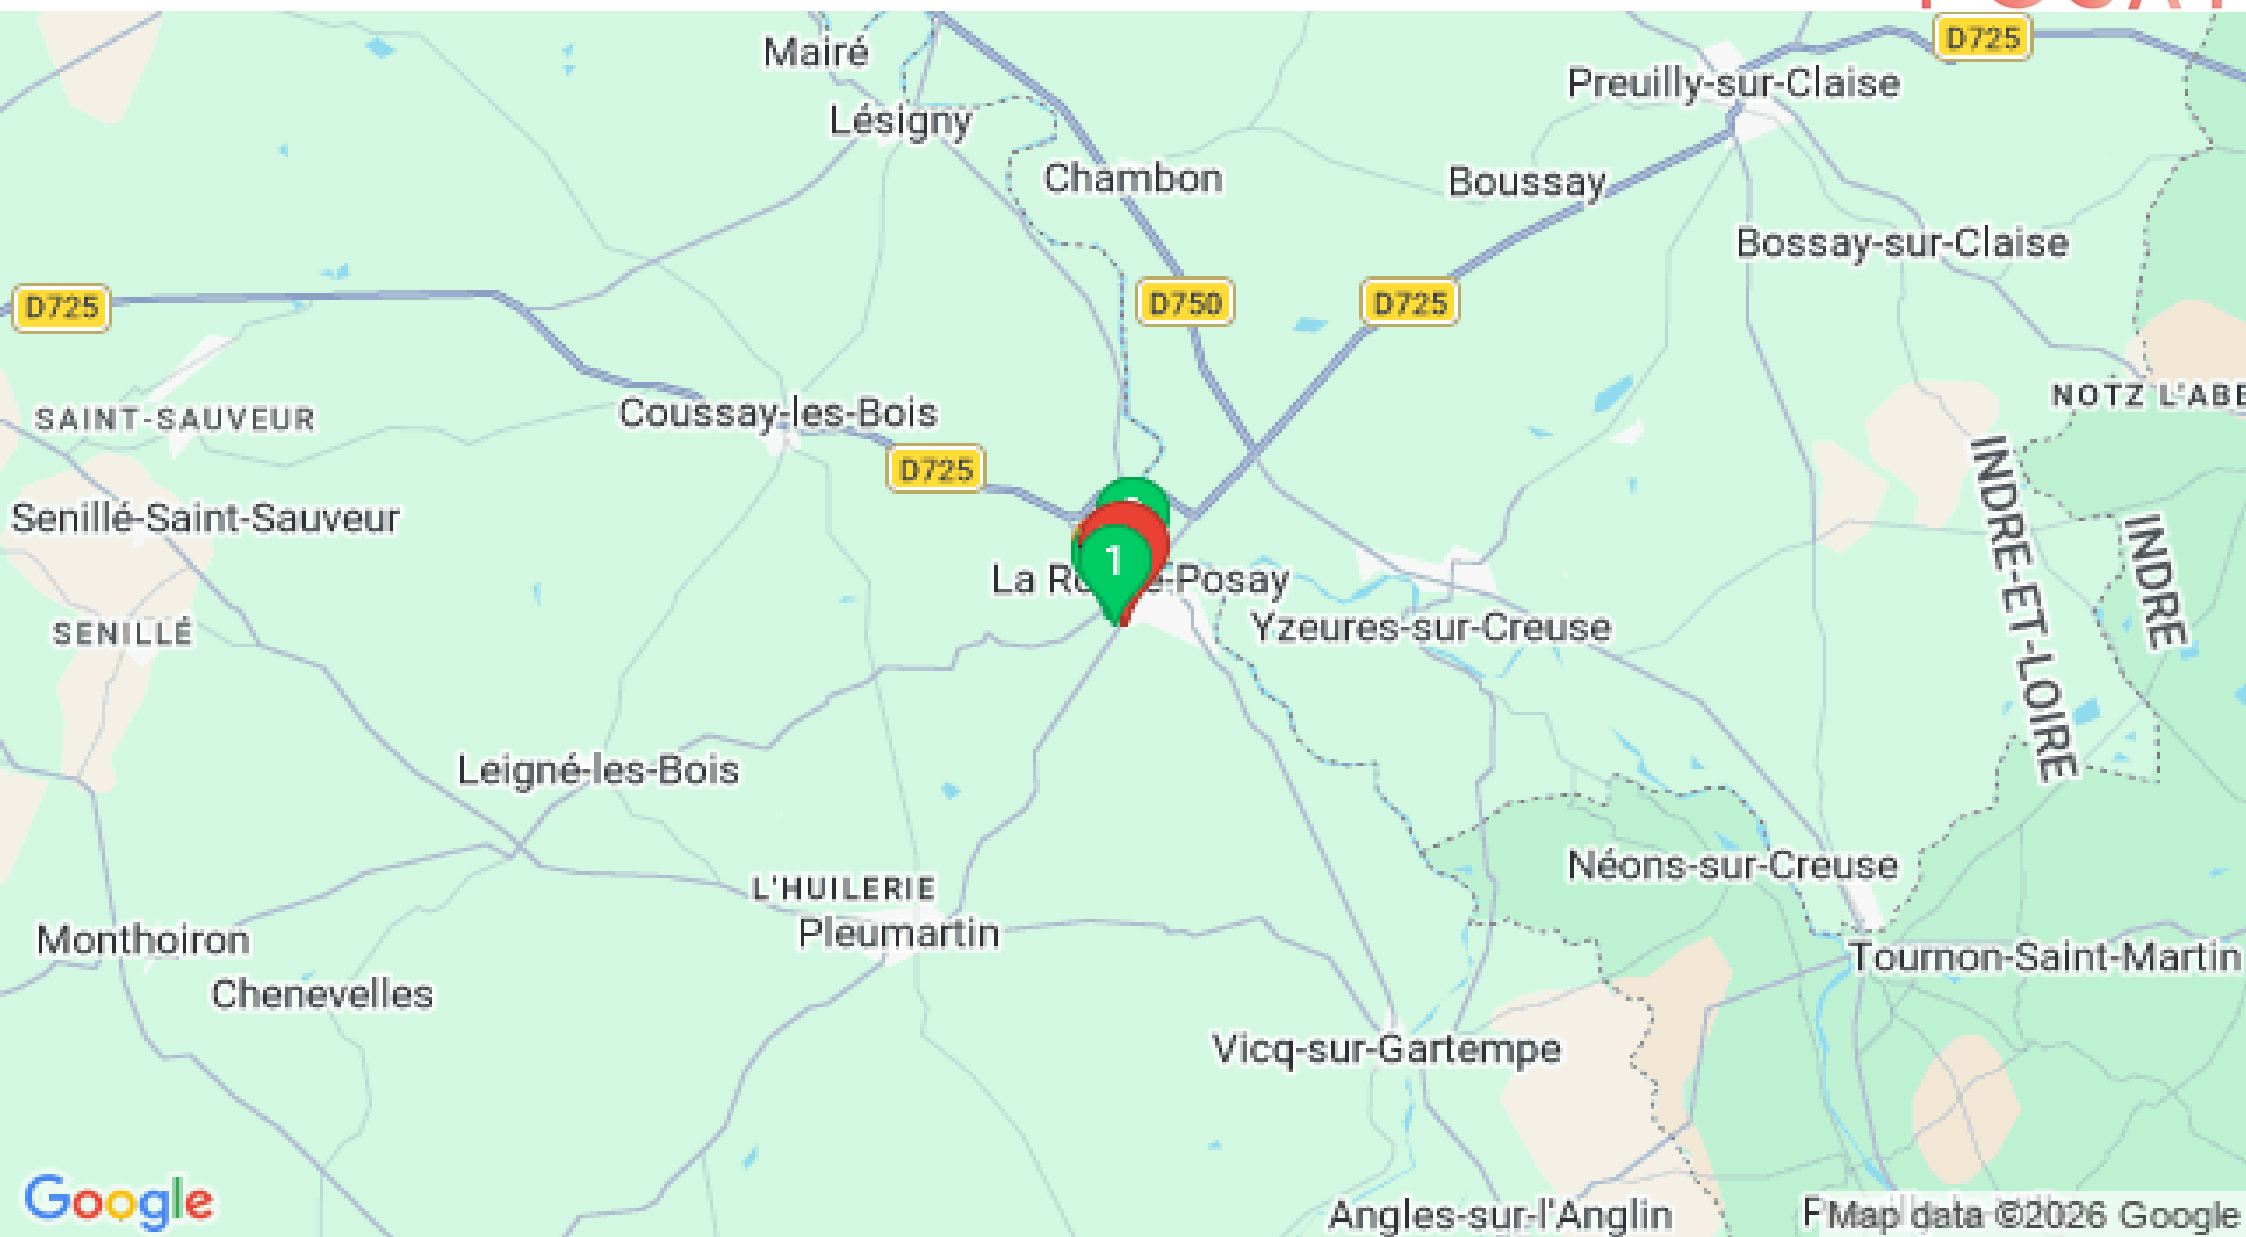 D725
Mairé
Preuilly-sur-Claise
Lésigny
Chambon
Boussay
Bossay-sur-Claise
D725
D750
D725
NOTZ L'ABE
SAINT-SAUVEUR
Coussay-les-Bois
D725
INDRE-ET-LOIRE
INDRE
Senillé-Saint-Sauveur
1
La Ro e-Posay
SENILLÉ
Yzeures-sur-Creuse
Leigné-les-Bois
Néons-sur-Creuse
L'HUILERIE
Pleumartin
Monthoiron
Tournon-Saint-Martin
Chenevelles
Vicq-sur-Gartempe
Google
Angles-sur-l'Anglin
Map data ©2026 Google